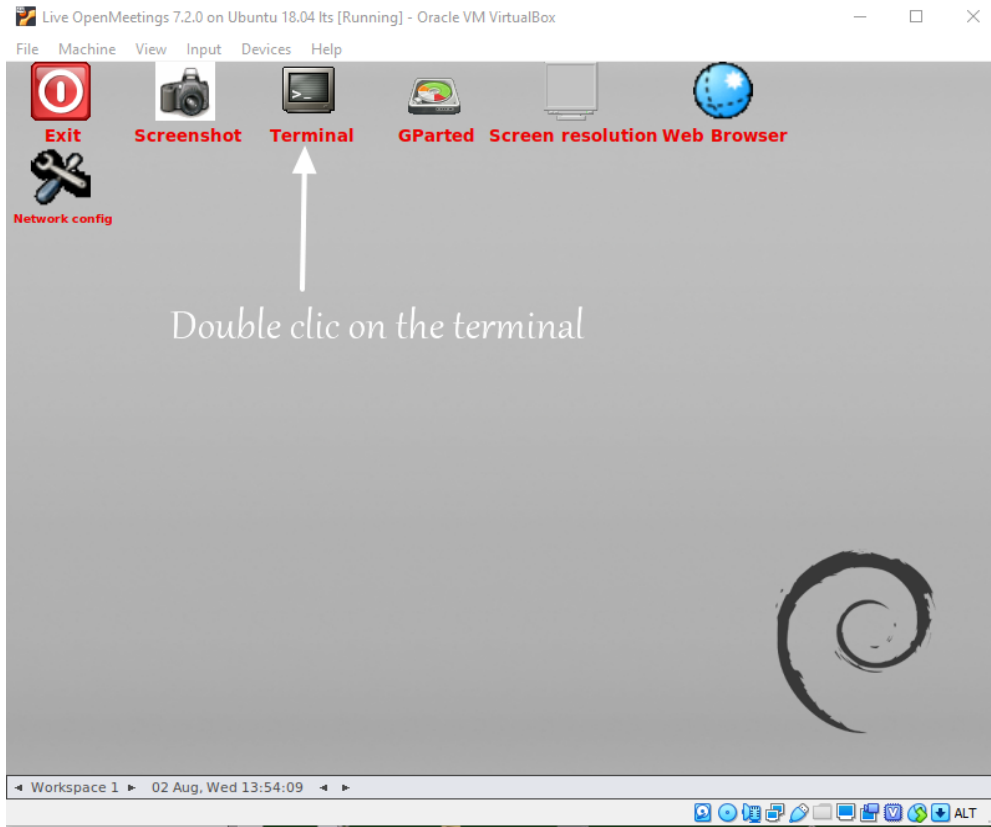 Live OpenMeetings 7.2.0 on Ubuntu 18.04 lts [Running] - Oracle VM VirtualBox
File Machine View Input Devices Help
Exit Screenshot Terminal GParted Screen resolution Web Browser
Network config
Double clic on the terminal
Workspace 1 02 Aug, Wed 13:54:09
ALT